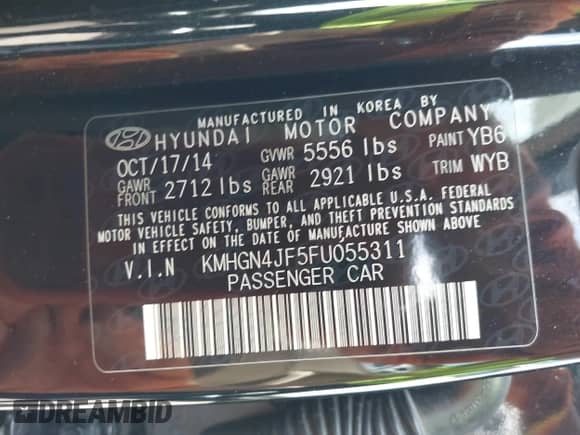 MANUFACTURED IN KOREA BY
HYUNDAI MOTOR COMPANY
OCT/17/14 GVWR 5556 lbs PAINT YB6
GAWR FRONT 2712 lbs GAWR REAR 2921 lbs TRIM WYB
THIS VEHICLE CONFORMS TO ALL APPLICABLE U.S.A. FEDERAL
MOTOR VEHICLE SAFETY, BUMPER, AND THEFT PREVENTION STANDARDS
IN EFFECT ON THE DATE OF MANUFACTURE SHOWN ABOVE.
V.I.N KMHGN4JF5FU055311
PASSENGER CAR
DREAMBID